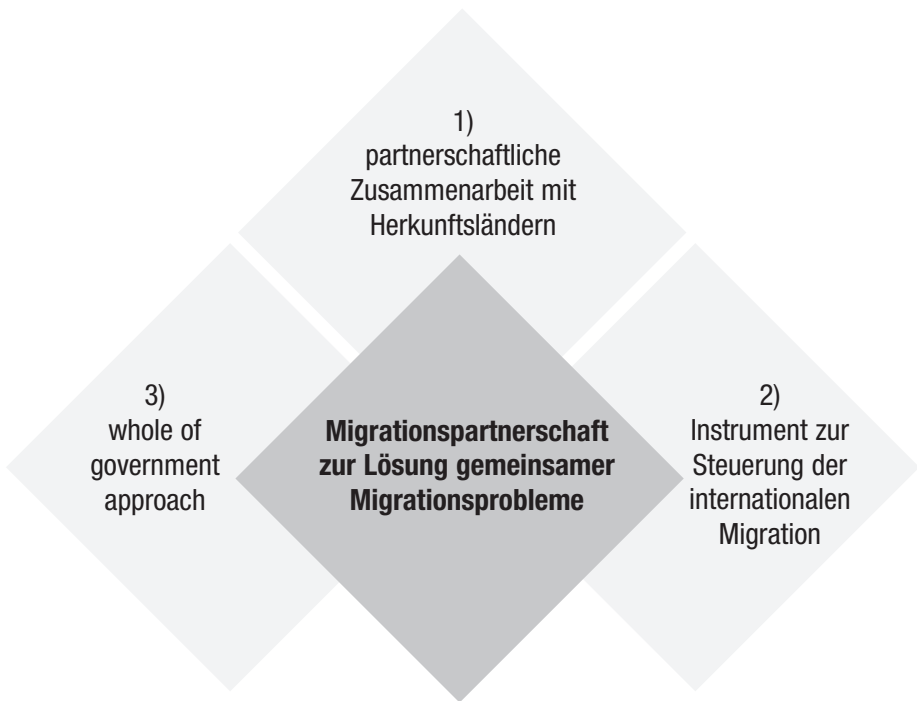 1)
partnerschaftliche
Zusammenarbeit mit
Herkunftsländern
3)
whole of
government
approach
Migrationspartnerschaft
zur Lösung gemeinsamer
Migrationsprobleme
2)
Instrument zur
Steuerung der
internationalen
Migration